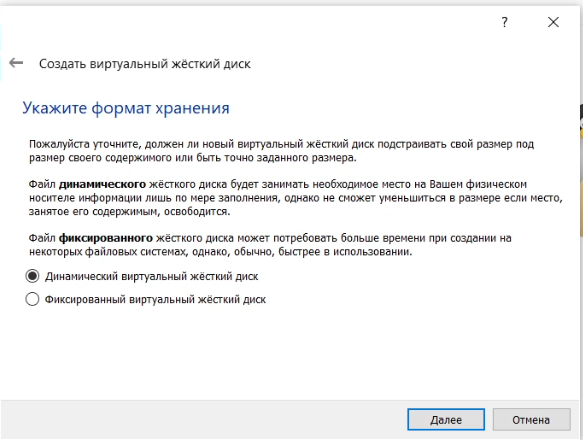 ?
Создать виртуальный жёсткий диск
Укажите формат хранения
Пожалуйста уточните, должен ли новый виртуальный жёсткий диск подстраивать свой размер под
размер своего содержимого или быть точно заданного размера.
Файл динамического жёсткого диска будет занимать необходимое место на Вашем физическом
носителе информации лишь по мере заполнения, однако не сможет уменьшиться в размере если место,
занятое его содержимым, освободится.
Файл фиксированного жёсткого диска может потребовать больше времени при создании на
некоторых файловых системах, однако, обычно, быстрее в использовании.
Динамический виртуальный жёсткий диск
Фиксированный виртуальный жёсткий диск
Далее
Отмена